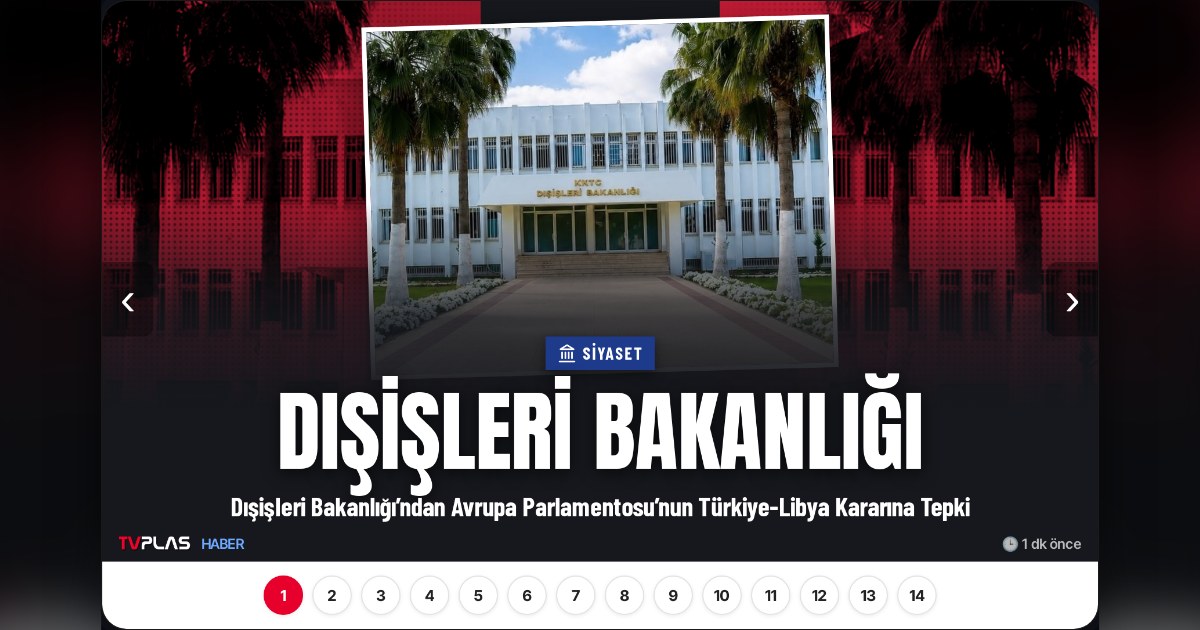 KKTC
DIŞİŞLERİ BAKANLIĞI
SİYASET
DIŞİŞLERİ BAKANLIĞI
Dışişleri Bakanlığı’ndan Avrupa Parlamentosu’nun Türkiye-Libya Kararına Tepki
TVPLAS HABER
1 dk önce
1 2 3 4 5 6 7 8 9 10 11 12 13 14